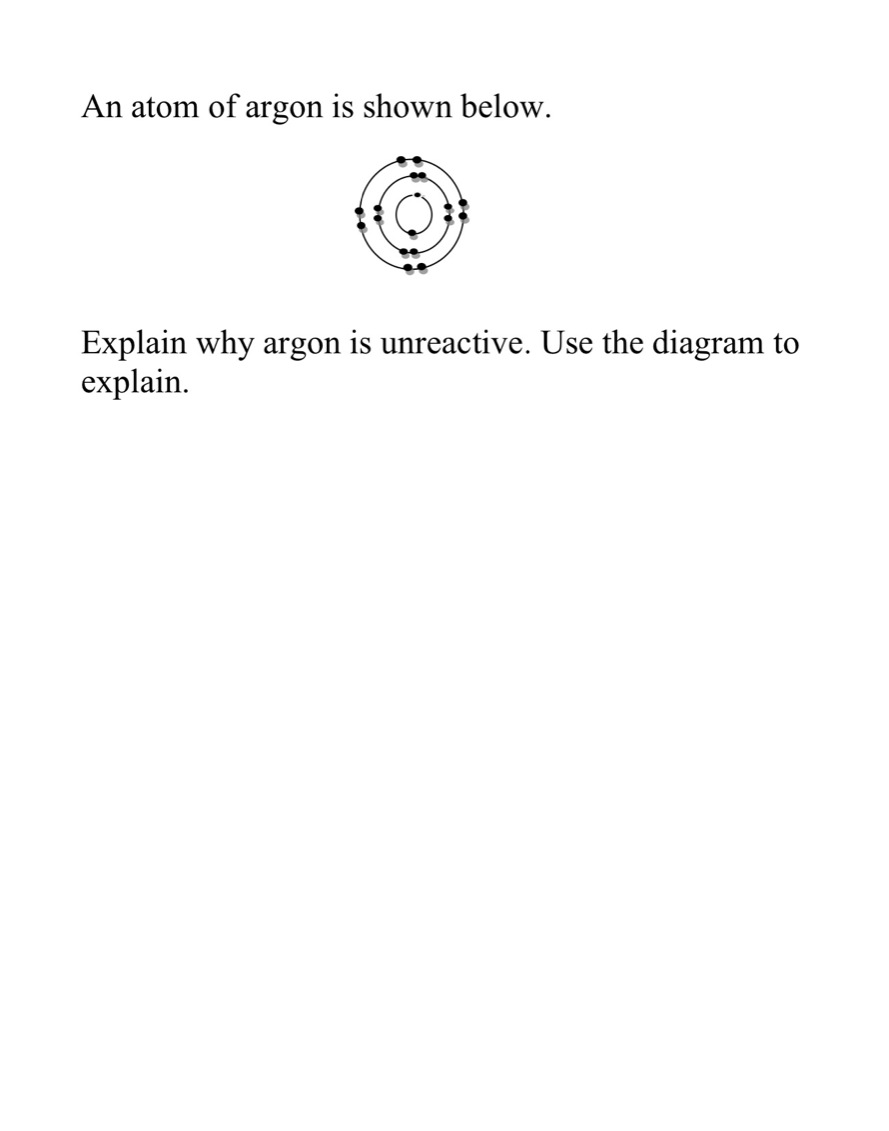 An atom of argon is shown below.
Explain why argon is unreactive. Use the diagram to
explain.